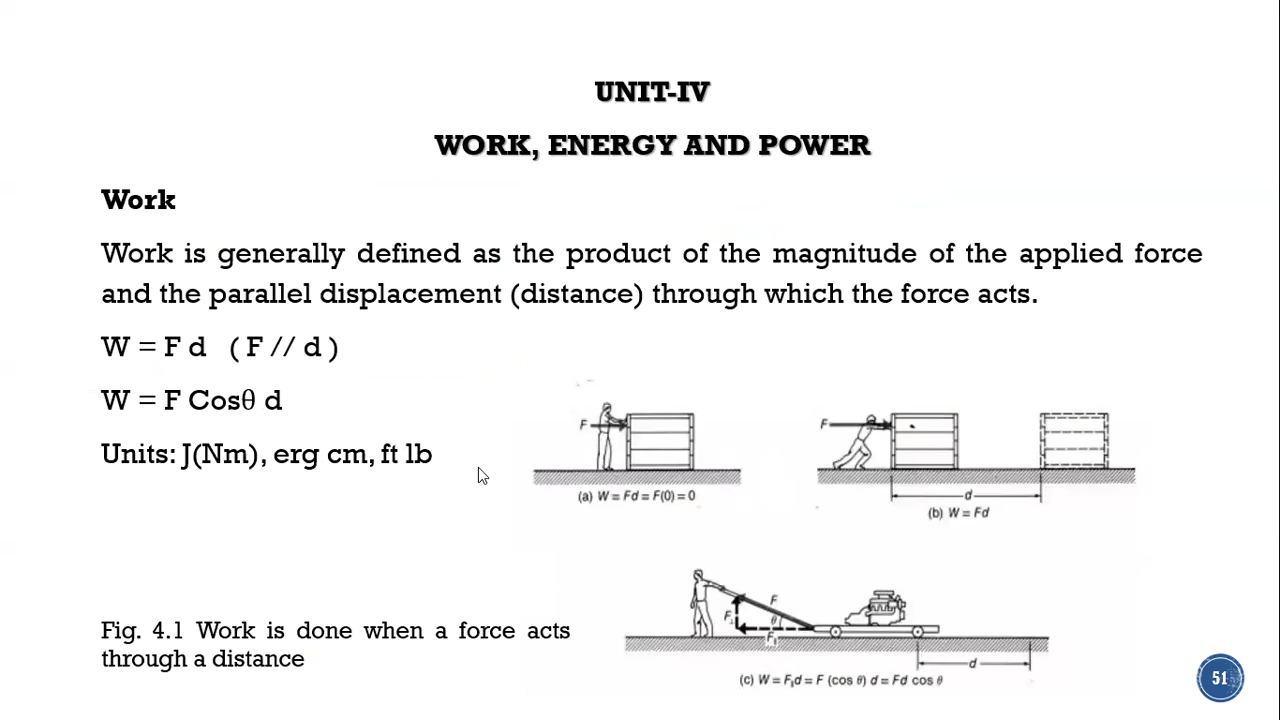 UNIT-IV
WORK, ENERGY AND POWER
Work
Work is generally defined as the product of the magnitude of the applied force
and the parallel displacement (distance) through which the force acts.
W = F d ( F // d )
W = F Cosθ d
Units: J(Nm), erg cm, ft lb
F
(a) W = Fd = F(0) = 0
F
d
(b) W = Fd
F
F⊥
θ
F∥
d
(c) W = F∥d = F (cos θ) d = Fd cos θ
Fig. 4.1 Work is done when a force acts
through a distance
51